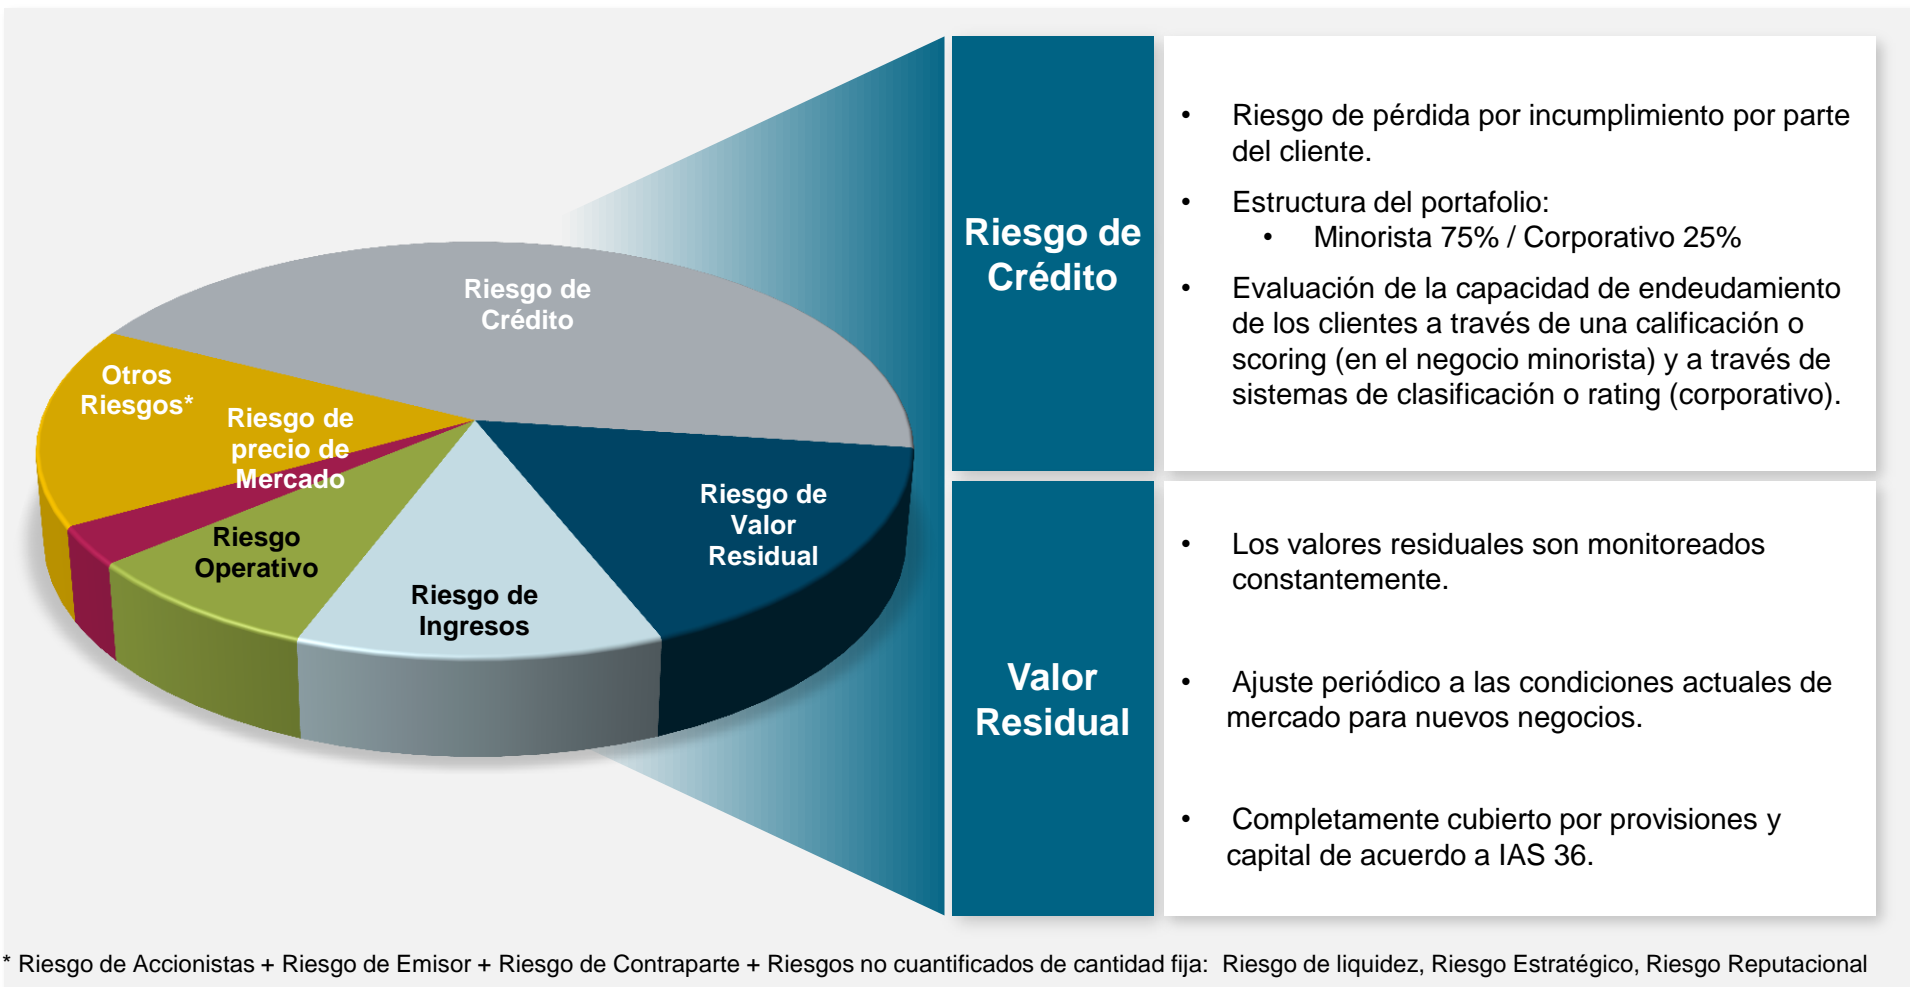 Riesgo de
Crédito
Otros
Riesgos*
Riesgo de
precio de
Mercado
Riesgo
Operativo
Riesgo de
Ingresos
Riesgo de
Valor
Residual
Riesgo de
Crédito
• Riesgo de pérdida por incumplimiento por parte
del cliente.
• Estructura del portafolio:
• Minorista 75% / Corporativo 25%
• Evaluación de la capacidad de endeudamiento
de los clientes a través de una calificación o
scoring (en el negocio minorista) y a través de
sistemas de clasificación o rating (corporativo).
Valor
Residual
• Los valores residuales son monitoreados
constantemente.
• Ajuste periódico a las condiciones actuales de
mercado para nuevos negocios.
• Completamente cubierto por provisiones y
capital de acuerdo a IAS 36.
* Riesgo de Accionistas + Riesgo de Emisor + Riesgo de Contraparte + Riesgos no cuantificados de cantidad fija: Riesgo de liquidez, Riesgo Estratégico, Riesgo Reputacional